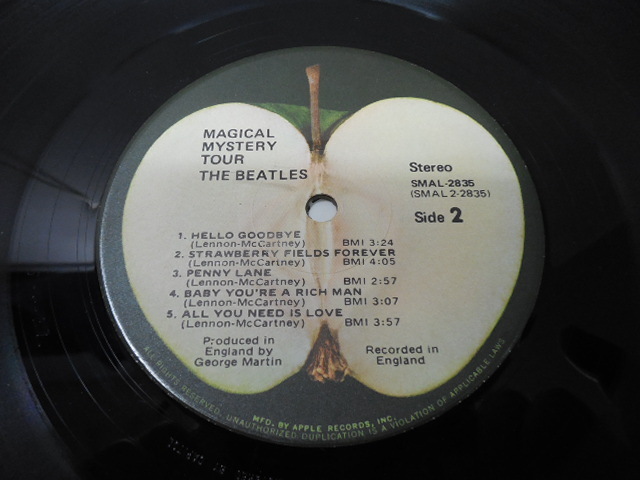 MAGICAL
MYSTERY
TOUR
THE BEATLES
Stereo
SMAL-2835
(SMAL 2-2835)
Side 2
1. HELLO GOODBYE
(Lennon-McCartney) BMI 3:24
2. STRAWBERRY FIELDS FOREVER
(Lennon-McCartney) BMI 4:05
3. PENNY LANE
(Lennon-McCartney) BMI 2:57
4. BABY YOU'RE A RICH MAN
(Lennon-McCartney) BMI 3:07
5. ALL YOU NEED IS LOVE
(Lennon-McCartney) BMI 3:57
Produced in
England by
George Martin
Recorded in
England
MFD. BY APPLE RECORDS, INC.
ALL RIGHTS RESERVED. UNAUTHORIZED DUPLICATION IS A VIOLATION OF APPLICABLE LAWS